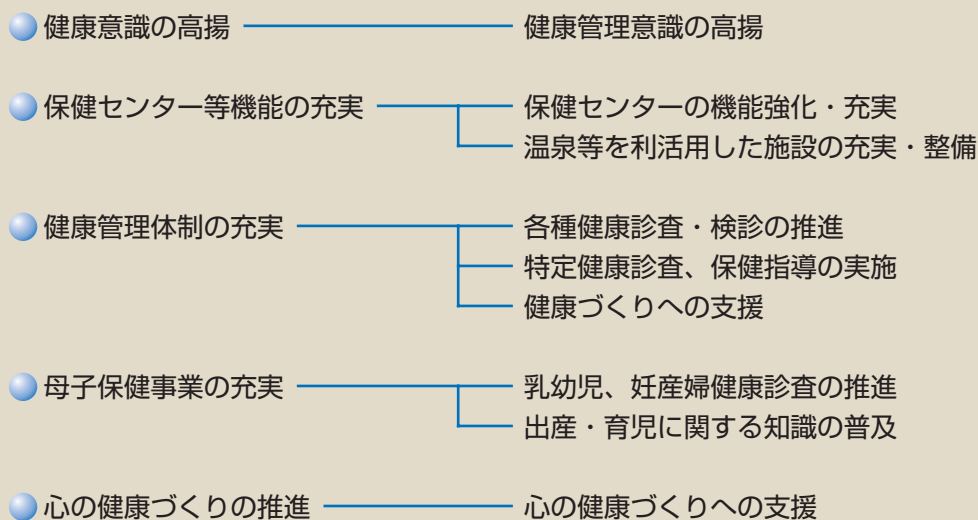 健康意識の高揚 健康管理意識の高揚
保健センター等機能の充実 保健センターの機能強化・充実
温泉等を利活用した施設の充実・整備
健康管理体制の充実 各種健康診査・検診の推進
特定健康診査、保健指導の実施
健康づくりへの支援
母子保健事業の充実 乳幼児、妊産婦健康診査の推進
出産・育児に関する知識の普及
心の健康づくりの推進 心の健康づくりへの支援